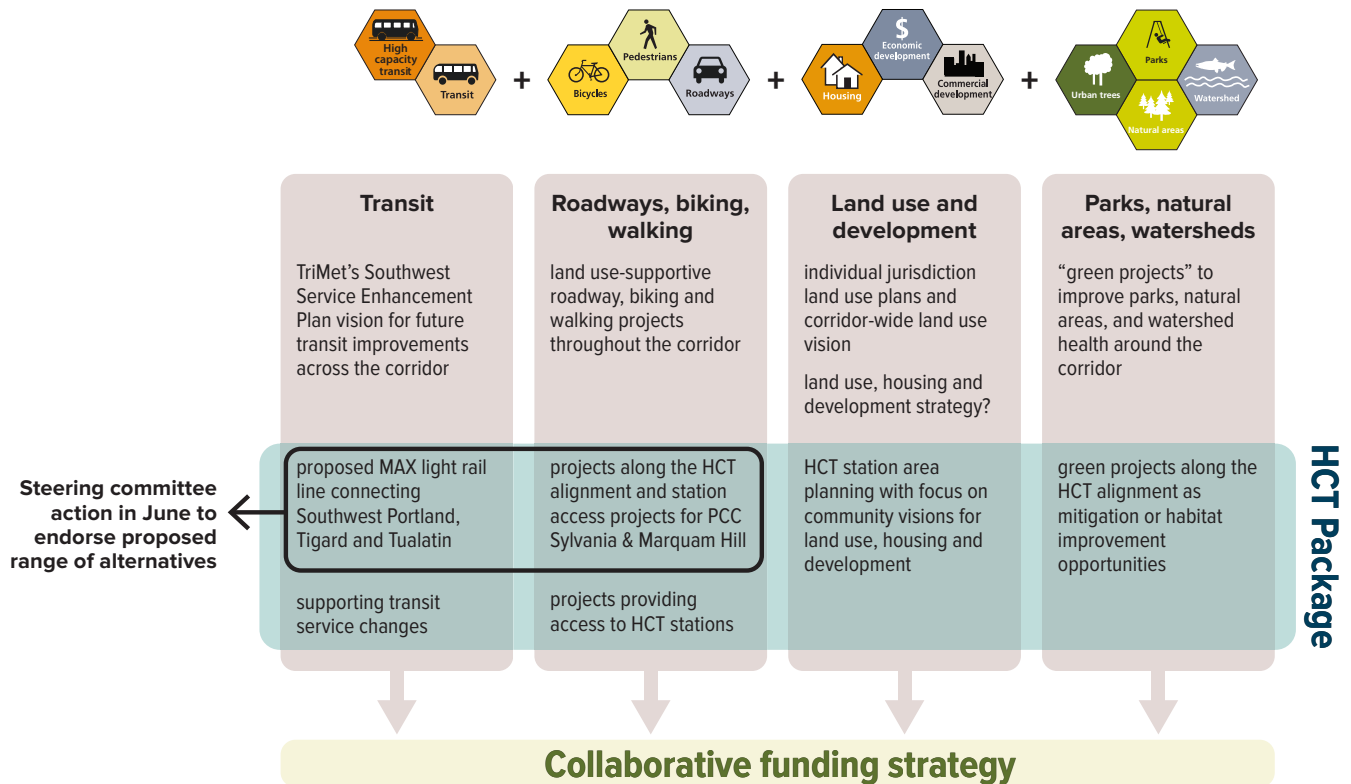 High
capacity
transit
Transit
+
Bicycles
Pedestrians
Roadways
+
Housing
$
Economic
development
Commercial
development
+
Urban trees
Parks
Natural areas
Watershed
Transit
TriMet’s Southwest
Service Enhancement
Plan vision for future
transit improvements
across the corridor
proposed MAX light rail
line connecting
Southwest Portland,
Tigard and Tualatin
supporting transit
service changes
Roadways, biking,
walking
land use-supportive
roadway, biking and
walking projects
throughout the corridor
projects along the HCT
alignment and station
access projects for PCC
Sylvania & Marquam Hill
projects providing
access to HCT stations
Land use and
development
individual jurisdiction
land use plans and
corridor-wide land use
vision
land use, housing and
development strategy?
HCT station area
planning with focus on
community visions for
land use, housing and
development
Parks, natural
areas, watersheds
“green projects” to
improve parks, natural
areas, and watershed
health around the
corridor
green projects along the
HCT alignment as
mitigation or habitat
improvement
opportunities
Steering committee
action in June to
endorse proposed
range of alternatives
HCT Package
Collaborative funding strategy